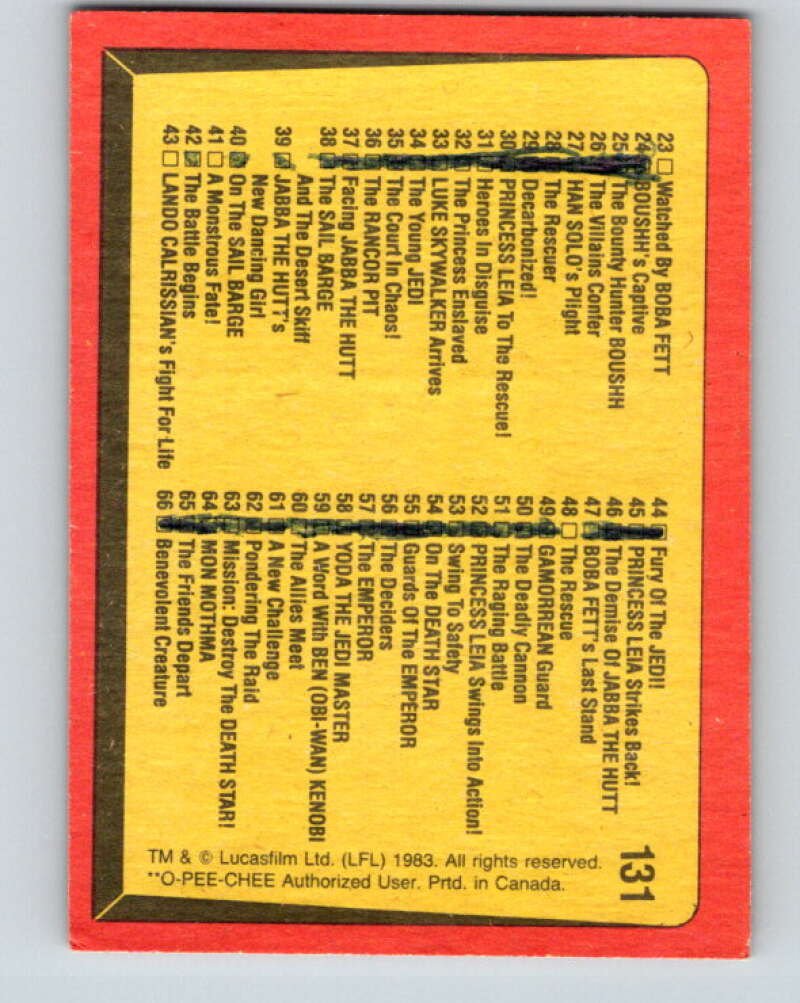 23 □ Watched By BOBA FETT
24 □ BOUSHH's Captive
25 □ The Bounty Hunter BOUSHH
26 □ The Villains Confer
27 □ HAN SOLO's Plight
28 □ The Rescuer
29 □ Decarbonized!
30 □ PRINCESS LEIA To The Rescue!
31 □ Heroes In Disguise
32 □ The Princess Enslaved
33 □ LUKE SKYWALKER Arrives
34 □ The Young JEDI
35 □ The Court In Chaos!
36 □ The RANCOR PIT
37 □ Facing JABBA THE HUTT
38 □ The SAIL BARGE
And The Desert Skiff
39 □ JABBA THE HUTT's
New Dancing Girl
40 □ On The SAIL BARGE
41 □ A Monstrous Fate!
42 □ The Battle Begins
43 □ LANDO CALRISSIAN's Fight For Life
44 □ Fury Of The JEDI!
45 □ PRINCESS LEIA Strikes Back!
46 □ The Demise Of JABBA THE HUTT
47 □ BOBA FETT's Last Stand
48 □ The Rescue
49 □ GAMORREAN Guard
50 □ The Deadly Cannon
51 □ The Raging Battle
52 □ PRINCESS LEIA Swings Into Action!
53 □ Swing To Safety
54 □ On The DEATH STAR
55 □ Guards Of The EMPEROR
56 □ The Deciders
57 □ The EMPEROR
58 □ YODA THE JEDI MASTER
59 □ A Word With BEN (OBI-WAN) KENOBI
60 □ The Allies Meet
61 □ A New Challenge
62 □ Pondering The Raid
63 □ Mission: Destroy The DEATH STAR!
64 □ MON MOTHMA
65 □ The Friends Depart
66 □ Benevolent Creature
131
TM & © Lucasfilm Ltd. (LFL) 1983. All rights reserved.
**O-PEE-CHEE Authorized User. Prtd. in Canada.